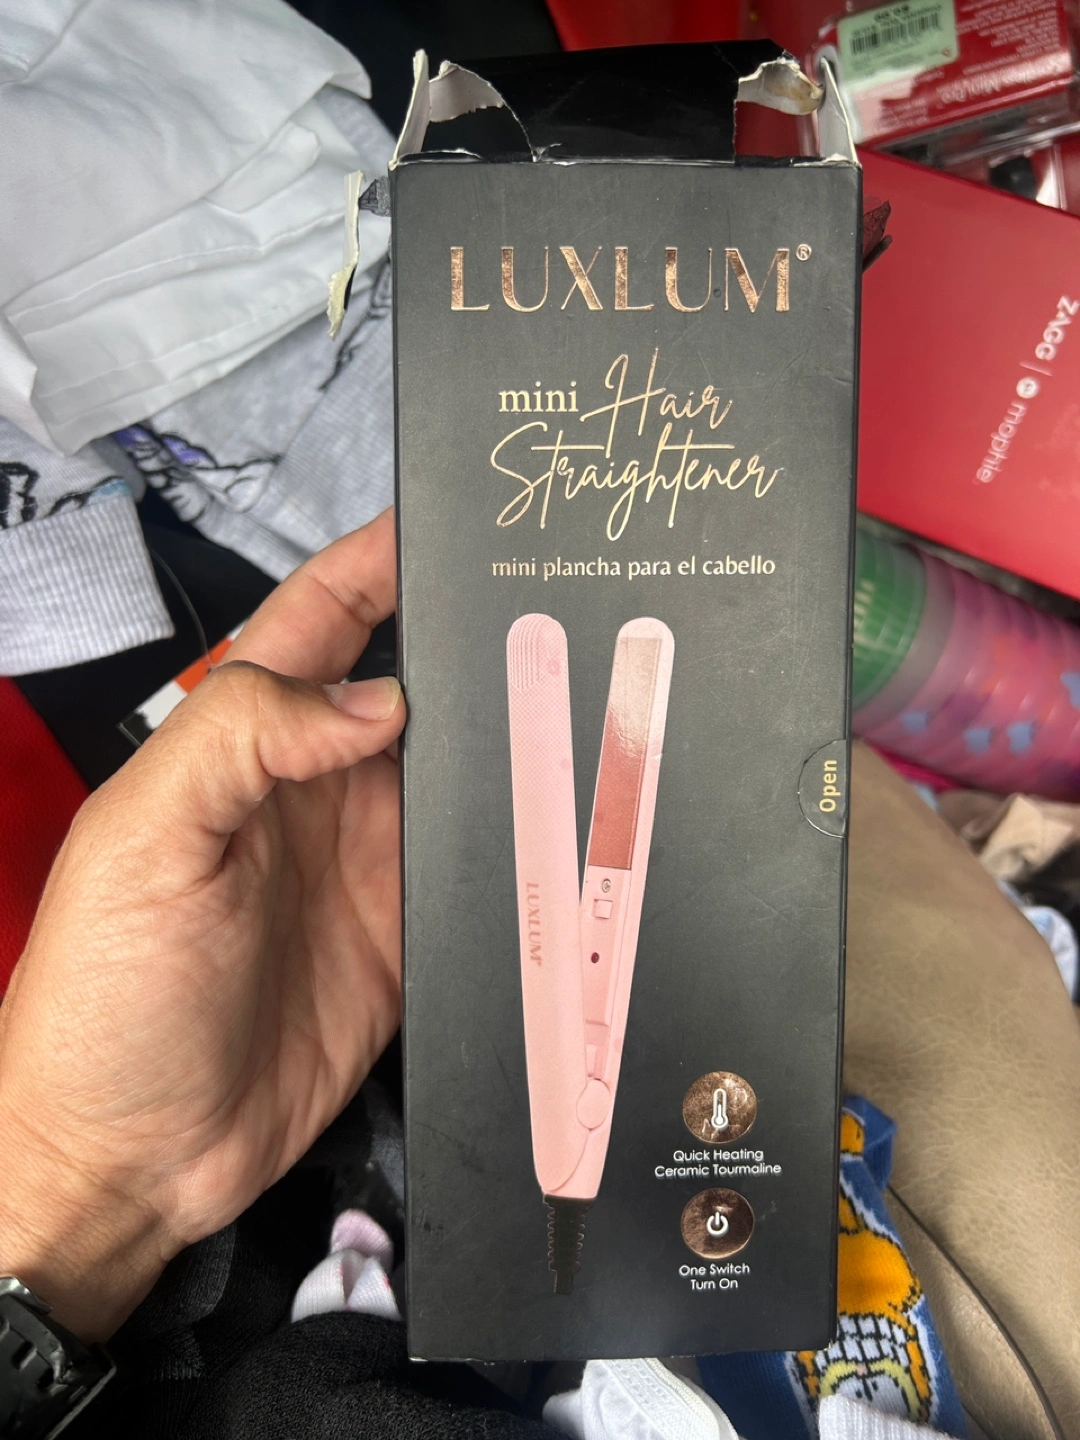 LUXLUM®
mini Hair
Straightener
mini plancha para el cabello
LUXLUM
Open
Quick Heating
Ceramic Tourmaline
One Switch
Turn On
ZAGG | mophie